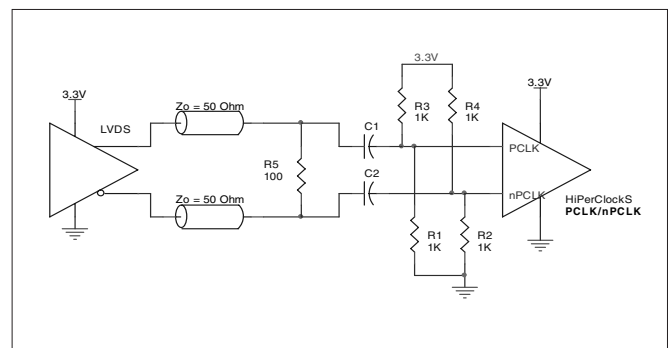 3.3V
LVDS
Zo = 50 Ohm
Zo = 50 Ohm
R5
100
C1
C2
3.3V
R3
1K
R4
1K
R1
1K
R2
1K
3.3V
PCLK
nPCLK
HiPerClockS
PCLK/nPCLK